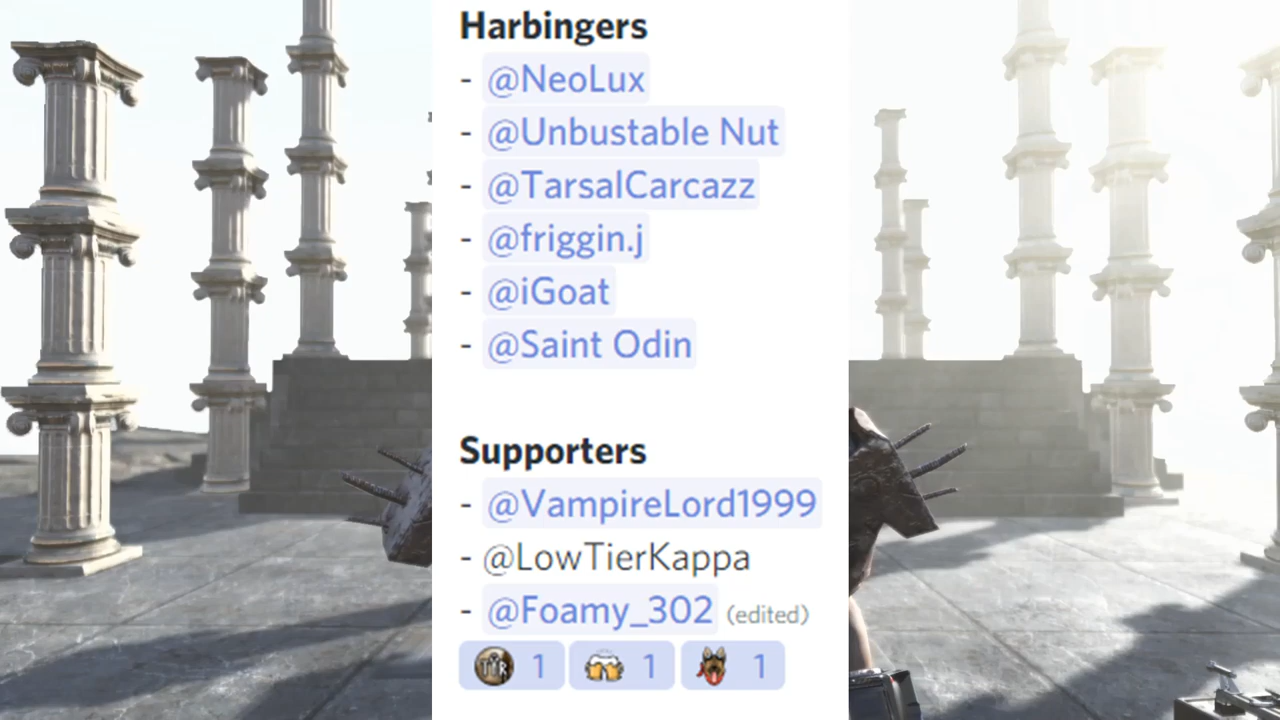 Harbingers
- @NeoLux
- @Unbustable Nut
- @TarsalCarcazz
- @friggin.j
- @iGoat
- @Saint Odin
Supporters
- @VampireLord1999
- @LowTierKappa
- @Foamy_302 (edited)
1 1 1